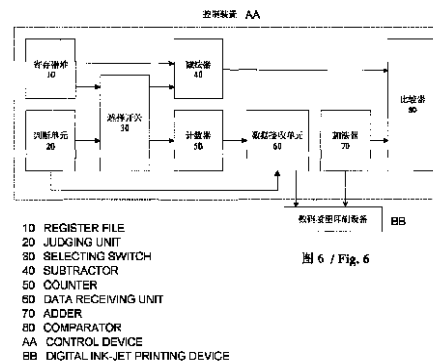 控制装置 AA
寄存器堆
10
减法器
40
比较器
80
选择开关
30
判断单元
20
计数器
50
数据接收单元
60
加法器
70
数码喷墨印刷设备
BB
图 6 / Fig. 6
10 REGISTER FILE
20 JUDGING UNIT
30 SELECTING SWITCH
40 SUBTRACTOR
50 COUNTER
60 DATA RECEIVING UNIT
70 ADDER
80 COMPARATOR
AA CONTROL DEVICE
BB DIGITAL INK-JET PRINTING DEVICE